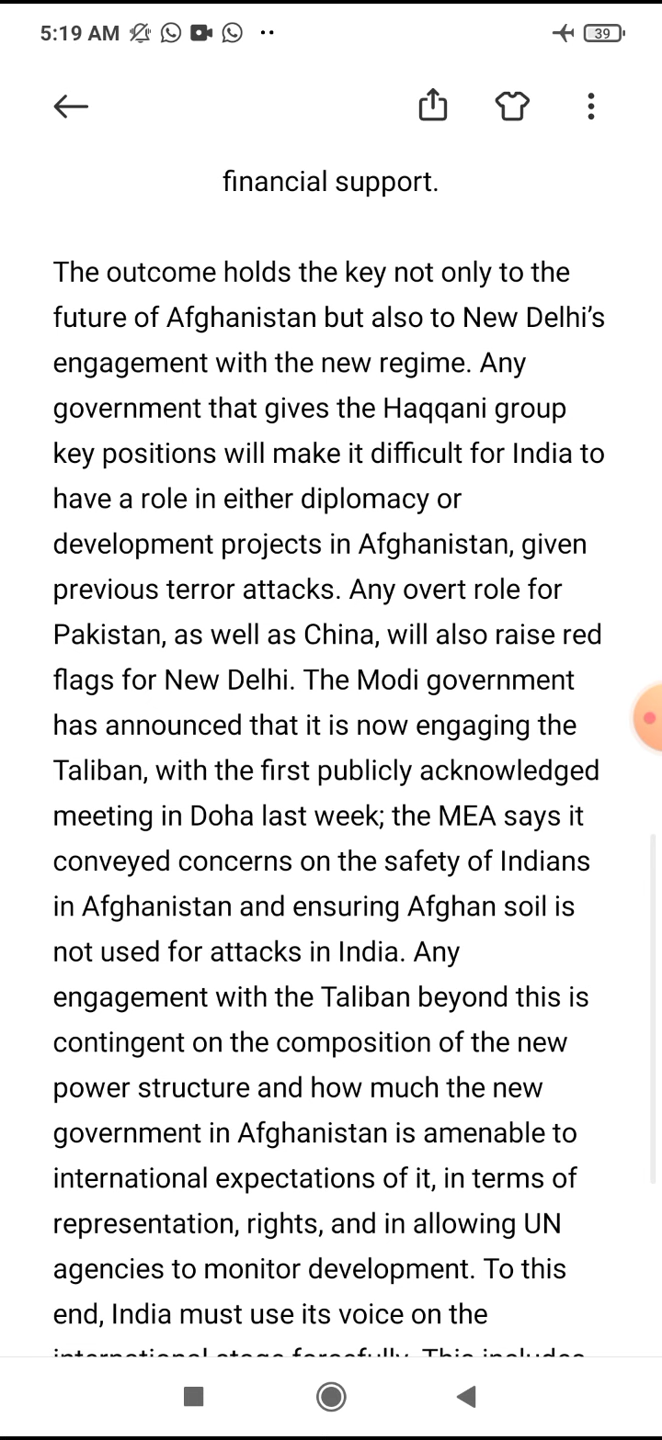 5:19 AM
39
financial support.
The outcome holds the key not only to the
future of Afghanistan but also to New Delhi’s
engagement with the new regime. Any
government that gives the Haqqani group
key positions will make it difficult for India to
have a role in either diplomacy or
development projects in Afghanistan, given
previous terror attacks. Any overt role for
Pakistan, as well as China, will also raise red
flags for New Delhi. The Modi government
has announced that it is now engaging the
Taliban, with the first publicly acknowledged
meeting in Doha last week; the MEA says it
conveyed concerns on the safety of Indians
in Afghanistan and ensuring Afghan soil is
not used for attacks in India. Any
engagement with the Taliban beyond this is
contingent on the composition of the new
power structure and how much the new
government in Afghanistan is amenable to
international expectations of it, in terms of
representation, rights, and in allowing UN
agencies to monitor development. To this
end, India must use its voice on the
international stage forcefully. This includes